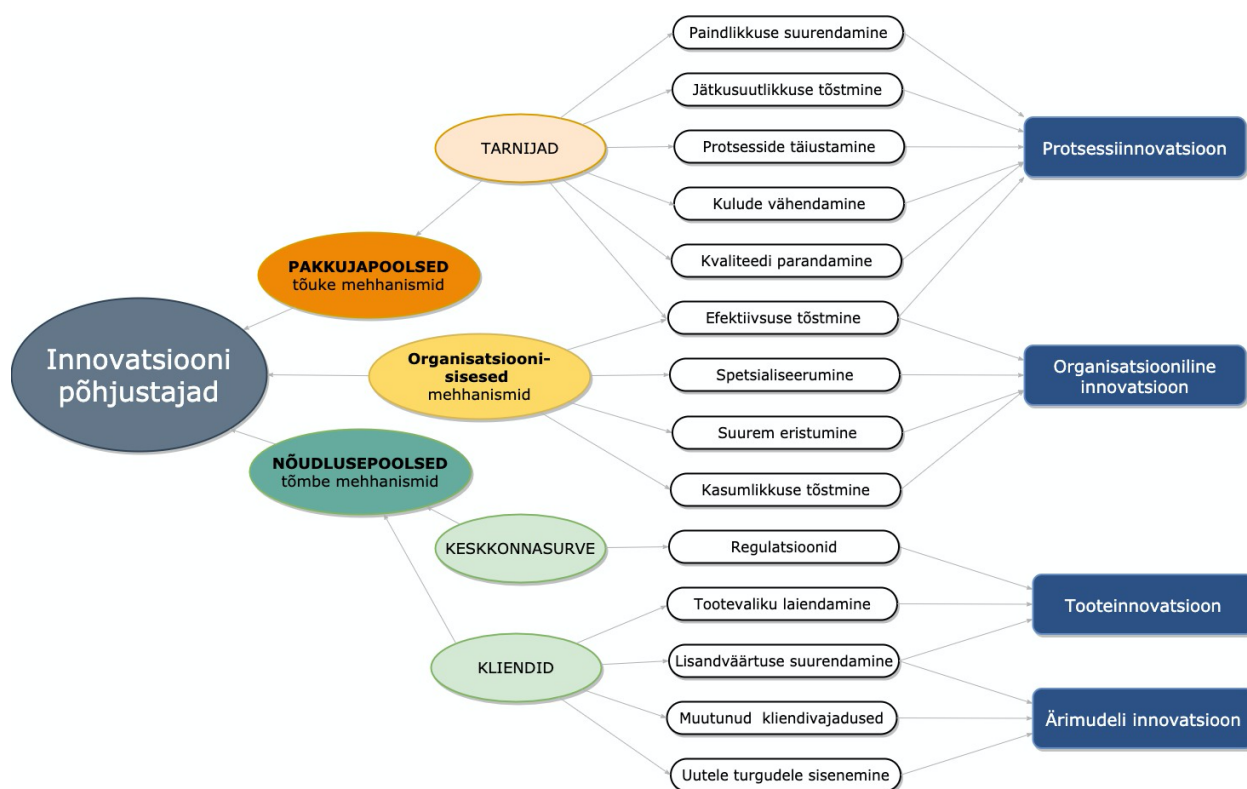 Innovatsiooni
põhjustajad
PAKKUJAPOOLSED
tõuke mehhanismid
Organisatsiooni-
sisesed
mehhanismid
NÕUDLUSEPOOLSED
tõmbe mehhanismid
TARNIJAD
KESKKONNASURVE
KLIENDID
Paindlikkuse suurendamine
Jätkusuutlikkuse tõstmine
Protsesside täiustamine
Kulude vähendamine
Kvaliteedi parandamine
Efektiivsuse tõstmine
Spetsialiseerumine
Suurem eristumine
Kasumlikkuse tõstmine
Regulatsioonid
Tootevaliku laiendamine
Lisandväärtuse suurendamine
Muutunud kliendivajadused
Uutele turgudele sisenemine
Protsessiinnovatsioon
Organisatsiooniline
innovatsioon
Tooteinnovatsioon
Ärimudeli innovatsioon